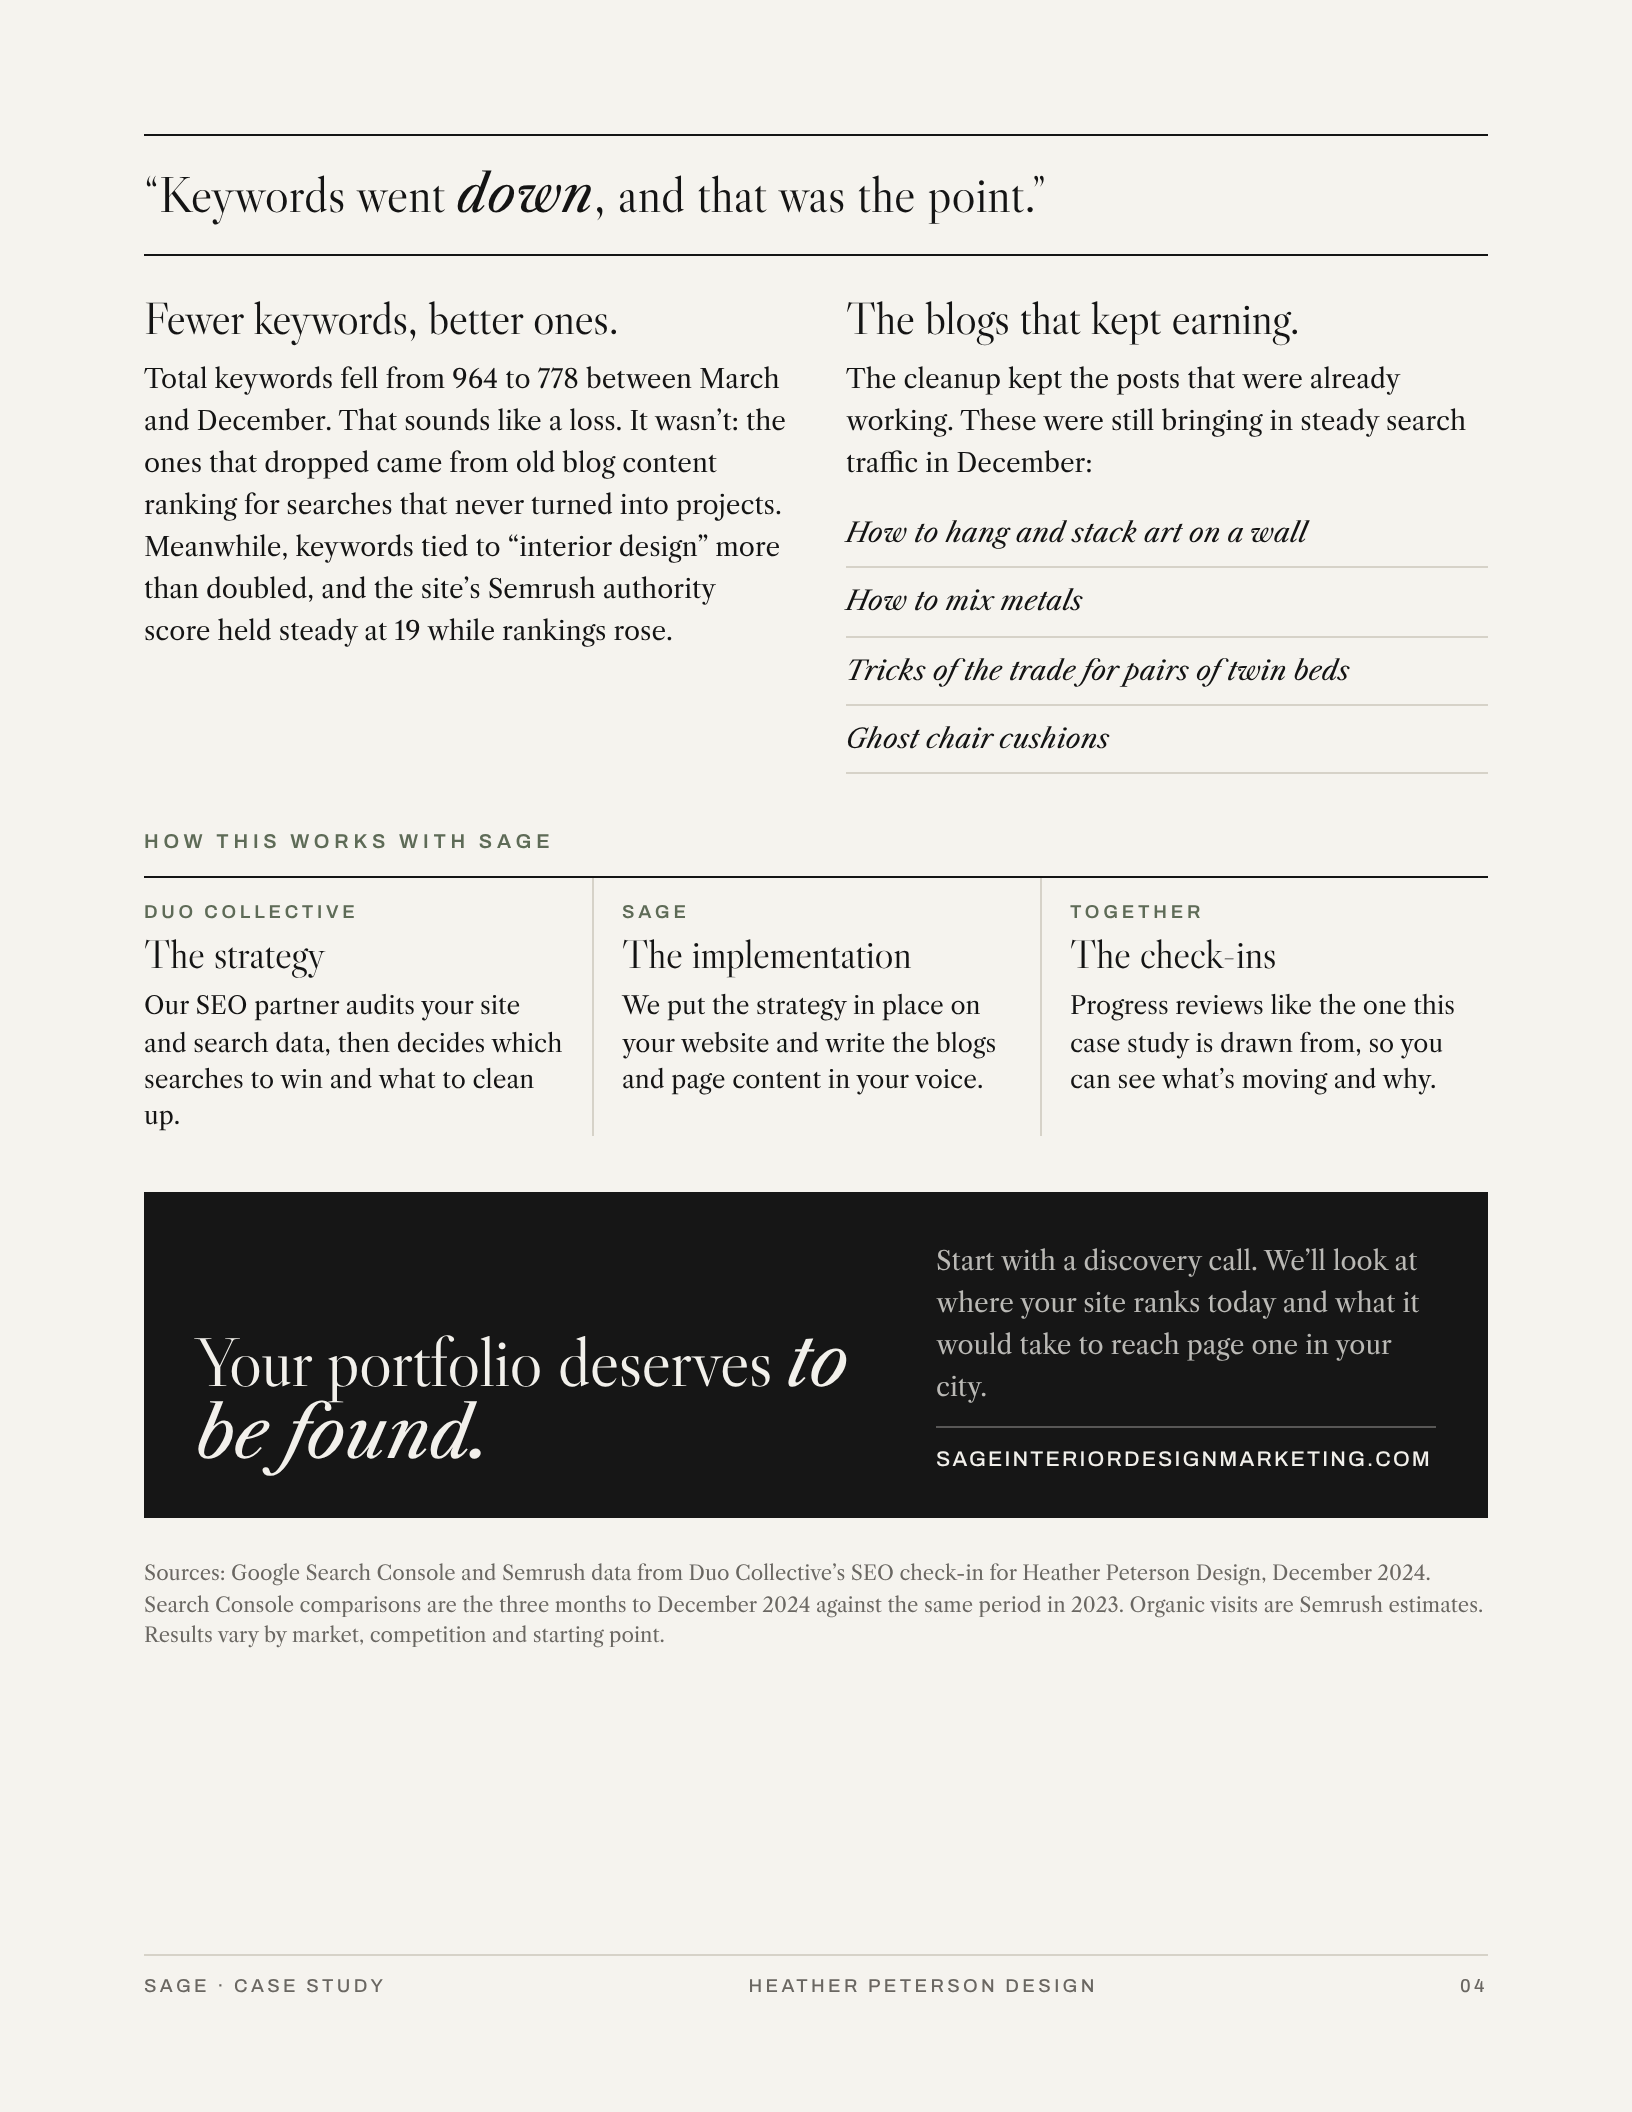 “Keywords went down, and that was the point.”
Fewer keywords, better ones.
Total keywords fell from 964 to 778 between March
and December. That sounds like a loss. It wasn’t: the
ones that dropped came from old blog content
ranking for searches that never turned into projects.
Meanwhile, keywords tied to “interior design” more
than doubled, and the site’s Semrush authority
score held steady at 19 while rankings rose.
The blogs that kept earning.
The cleanup kept the posts that were already
working. These were still bringing in steady search
traffic in December:
How to hang and stack art on a wall
How to mix metals
Tricks of the trade for pairs of twin beds
Ghost chair cushions
HOW THIS WORKS WITH SAGE
DUO COLLECTIVE
The strategy
Our SEO partner audits your site
and search data, then decides which
searches to win and what to clean
up.
SAGE
The implementation
We put the strategy in place on
your website and write the blogs
and page content in your voice.
TOGETHER
The check-ins
Progress reviews like the one this
case study is drawn from, so you
can see what’s moving and why.
Your portfolio deserves to
be found.
Start with a discovery call. We’ll look at
where your site ranks today and what it
would take to reach page one in your
city.
SAGEINTERIORDESIGNMARKETING.COM
Sources: Google Search Console and Semrush data from Duo Collective’s SEO check-in for Heather Peterson Design, December 2024.
Search Console comparisons are the three months to December 2024 against the same period in 2023. Organic visits are Semrush estimates.
Results vary by market, competition and starting point.
SAGE · CASE STUDY
HEATHER PETERSON DESIGN
04